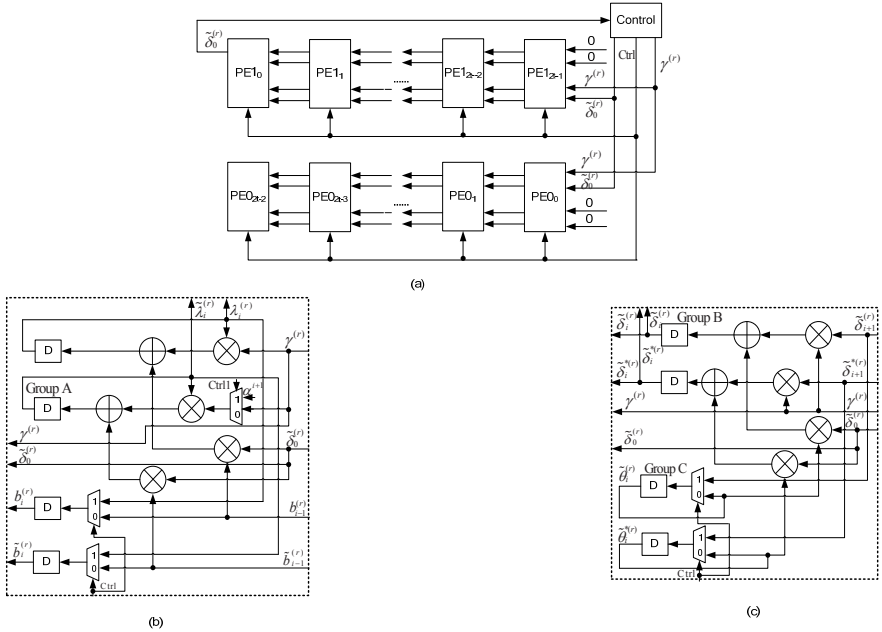 Control
δ̃₀⁽ʳ⁾
Ctrl
γ⁽ʳ⁾
PE1₀
PE1₁
......
PE1₂ₜ₋₂
PE1₂ₜ₋₁
0
0
γ⁽ʳ⁾
δ̃₀⁽ʳ⁾
PE0₂ₜ₋₂
PE0₂ₜ₋₃
......
PE0₁
PE0₀
γ⁽ʳ⁾
δ̃₀⁽ʳ⁾
0
0
(a)
λ̃ᵢ⁽ʳ⁾
λᵢ⁽ʳ⁾
γ⁽ʳ⁾
D
Ctrl1
αⁱ⁺¹
Group A
D
1
0
γ⁽ʳ⁾
δ̃₀⁽ʳ⁾
δ̃₀⁽ʳ⁾
bᵢ⁽ʳ⁾
D
1
0
bᵢ₋₁⁽ʳ⁾
b̃ᵢ⁽ʳ⁾
D
1
0
b̃ᵢ₋₁⁽ʳ⁾
Ctrl
(b)
δ̃ᵢ⁽ʳ⁾
δ̃ᵢ⁽ʳ⁾
Group B
D
δ̃ᵢ₊₁⁽ʳ⁾
δ̃ᵢ*⁽ʳ⁾
δ̃ᵢ*⁽ʳ⁾
D
δ̃ᵢ₊₁*⁽ʳ⁾
γ⁽ʳ⁾
γ⁽ʳ⁾
δ̃₀⁽ʳ⁾
δ̃₀⁽ʳ⁾
Group C
θ̃ᵢ⁽ʳ⁾
D
1
0
θ̃ᵢ*⁽ʳ⁾
D
1
0
Ctrl
(c)